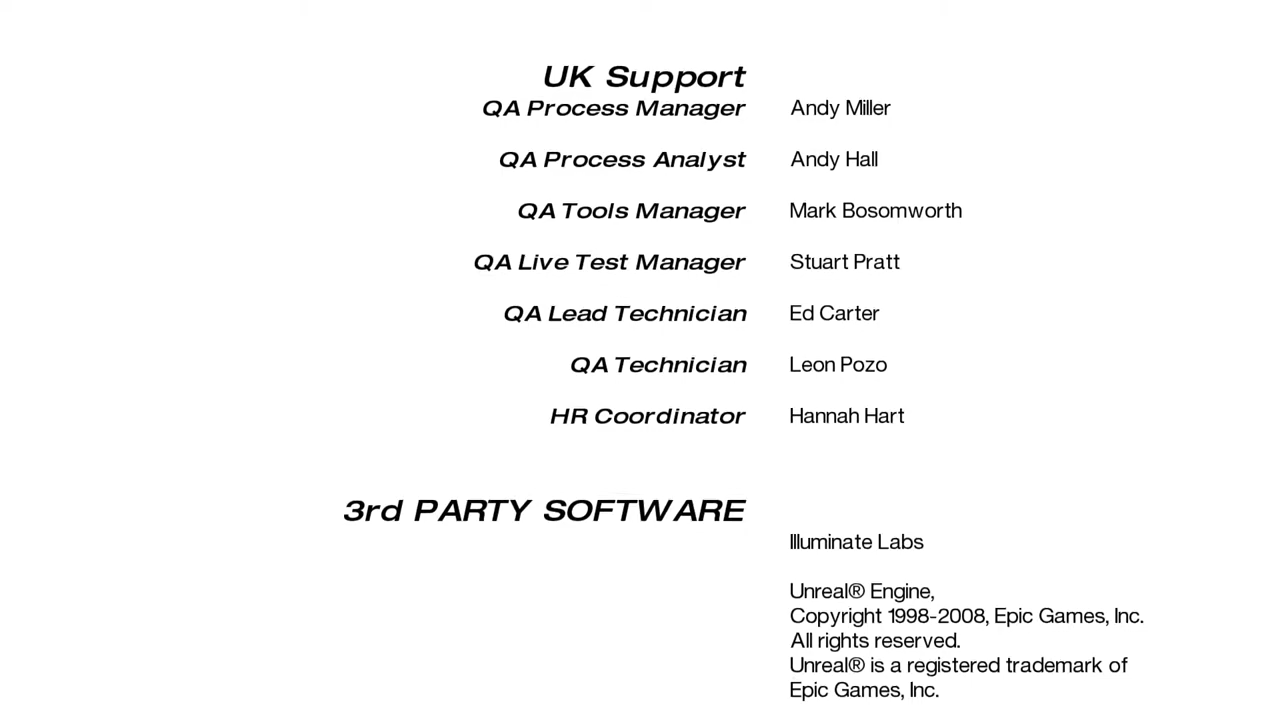 UK Support
QA Process Manager Andy Miller
QA Process Analyst Andy Hall
QA Tools Manager Mark Bosomworth
QA Live Test Manager Stuart Pratt
QA Lead Technician Ed Carter
QA Technician Leon Pozo
HR Coordinator Hannah Hart
3rd PARTY SOFTWARE
Illuminate Labs
Unreal® Engine,
Copyright 1998-2008, Epic Games, Inc.
All rights reserved.
Unreal® is a registered trademark of
Epic Games, Inc.